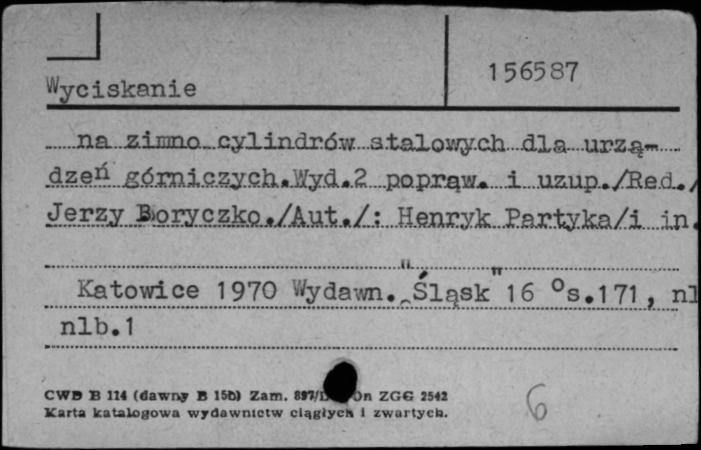 156587
Wyciskanie
na zimno cylindrów stalowych dla urzą-
dzeń górniczych.Wyd.2 popraw. i uzup./Red./
Jerzy Boryczko./Aut./: Henryk Partyka/i in.
Katowice 1970 Wydawn."Śląsk" 16 °s.171, nl
nlb.1
CWD B 114 (dawny B 15b) Zam. ZGG 2542
Karta katalogowa wydawnictw ciągłych i zwartych.
6